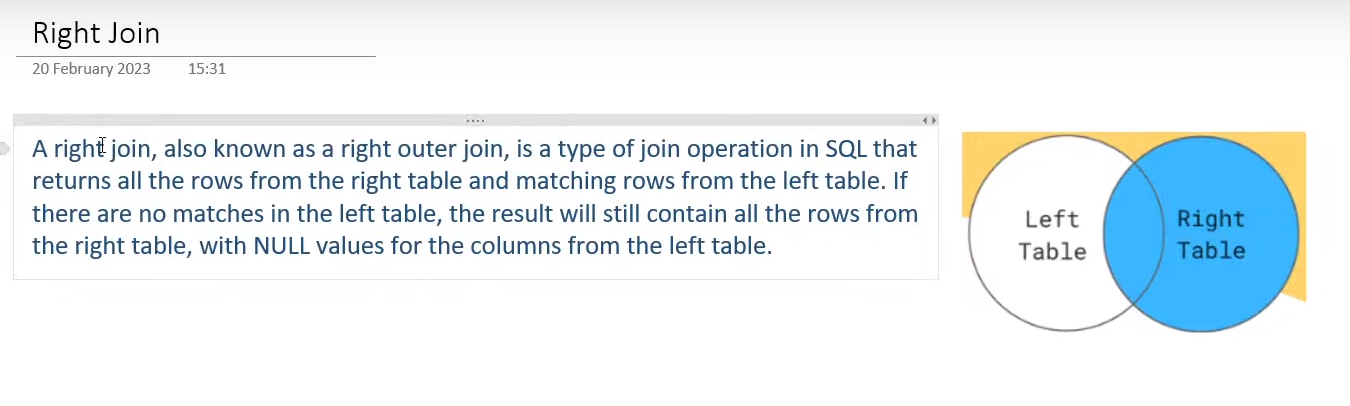 Right Join
20 February 2023 15:31
A right join, also known as a right outer join, is a type of join operation in SQL that
returns all the rows from the right table and matching rows from the left table. If
there are no matches in the left table, the result will still contain all the rows from
the right table, with NULL values for the columns from the left table.
Left
Table
Right
Table